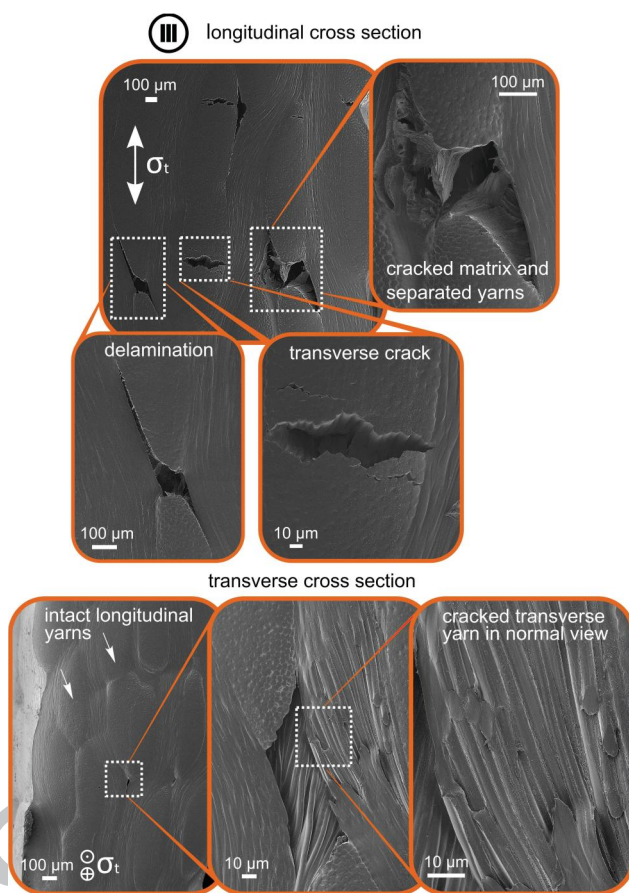 III longitudinal cross section
100 µm
σt
100 µm
cracked matrix and
separated yarns
delamination
100 µm
transverse crack
10 µm
transverse cross section
intact longitudinal
yarns
100 µm
σt
10 µm
cracked transverse
yarn in normal view
10 µm